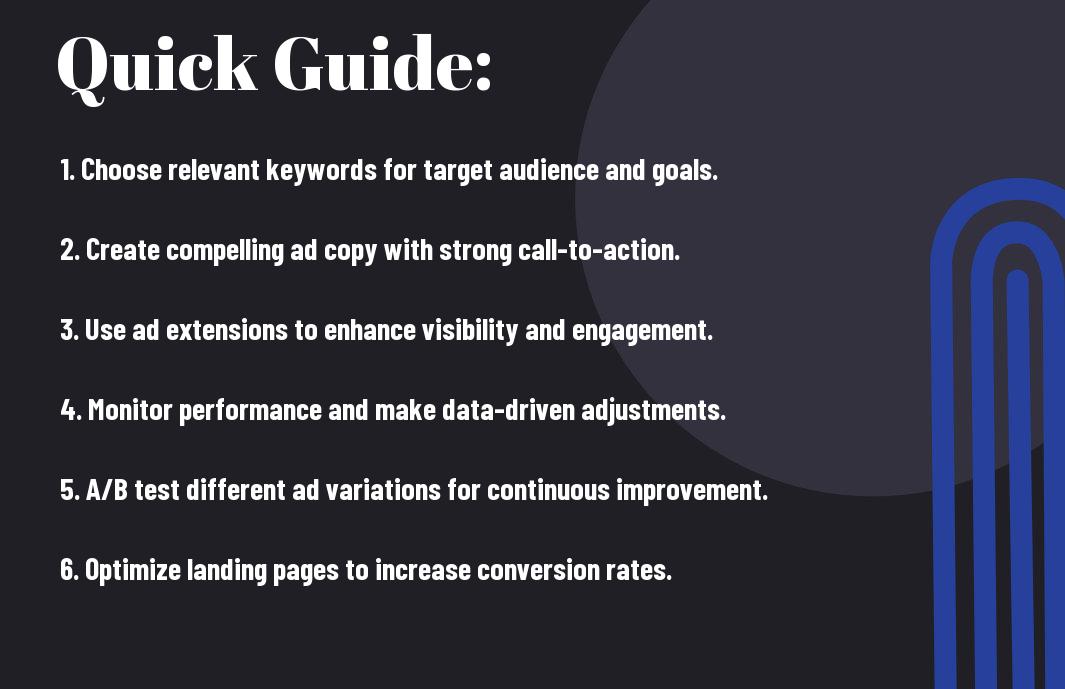 Quick Guide:
1. Choose relevant keywords for target audience and goals.
2. Create compelling ad copy with strong call-to-action.
3. Use ad extensions to enhance visibility and engagement.
4. Monitor performance and make data-driven adjustments.
5. A/B test different ad variations for continuous improvement.
6. Optimize landing pages to increase conversion rates.